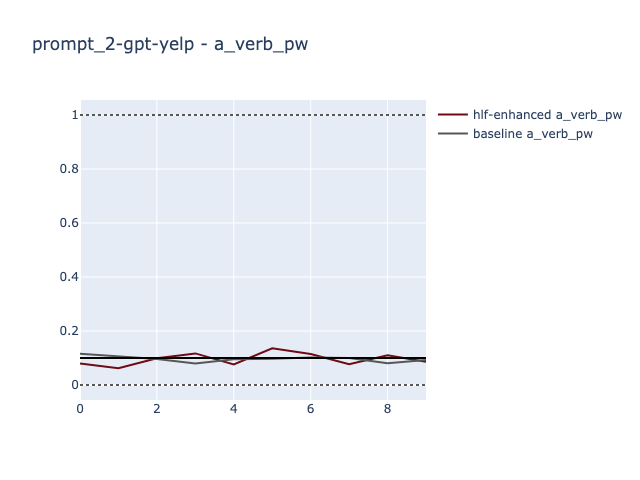 prompt_2-gpt-yelp - a_verb_pw
hlf-enhanced a_verb_pw
baseline a_verb_pw
1
0.8
0.6
0.4
0.2
0
0 2 4 6 8